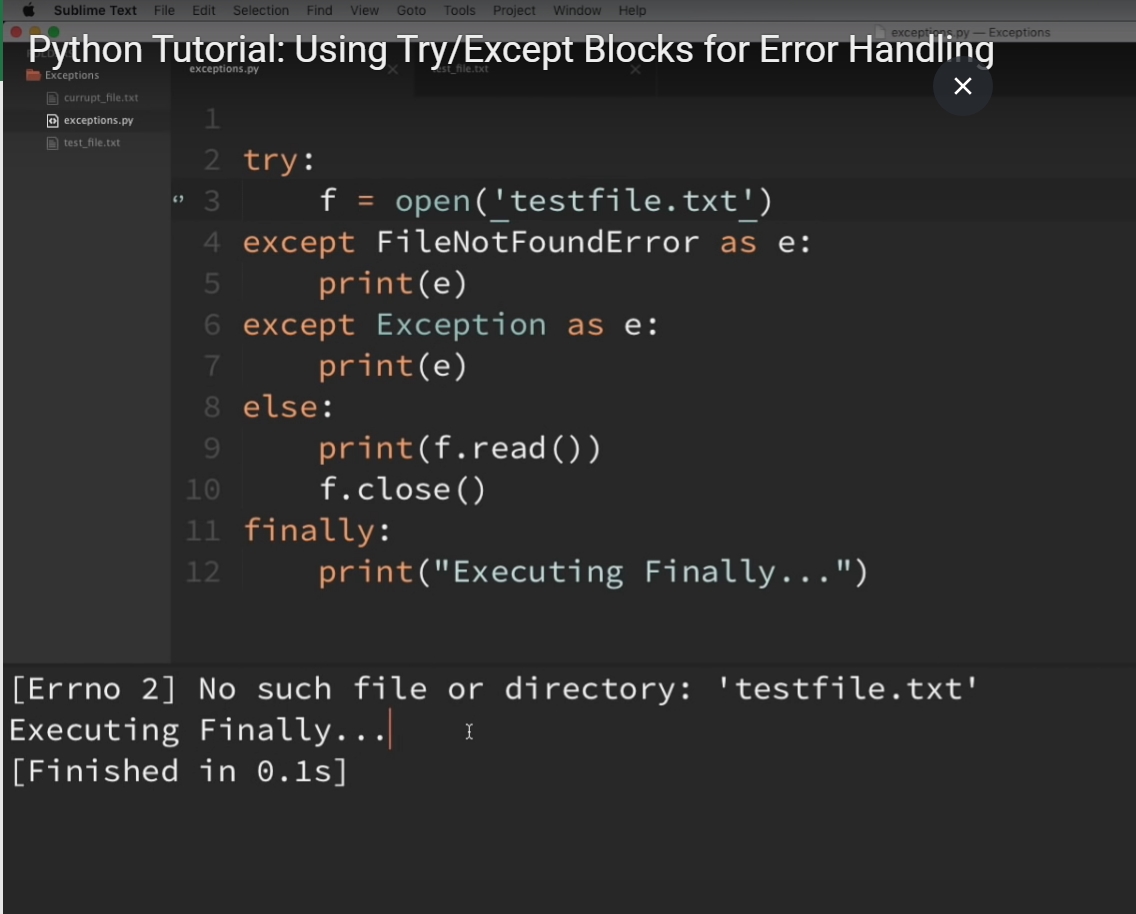 Sublime Text File Edit Selection Find View Goto Tools Project Window Help
exceptions.py — Exceptions
Python Tutorial: Using Try/Except Blocks for Error Handling
exceptions.py test_file.txt
Exceptions
currupt_file.txt
exceptions.py
test_file.txt
1
2 try:
3 f = open('testfile.txt')
4 except FileNotFoundError as e:
5 print(e)
6 except Exception as e:
7 print(e)
8 else:
9 print(f.read())
10 f.close()
11 finally:
12 print("Executing Finally...")
[Errno 2] No such file or directory: 'testfile.txt'
Executing Finally...
[Finished in 0.1s]